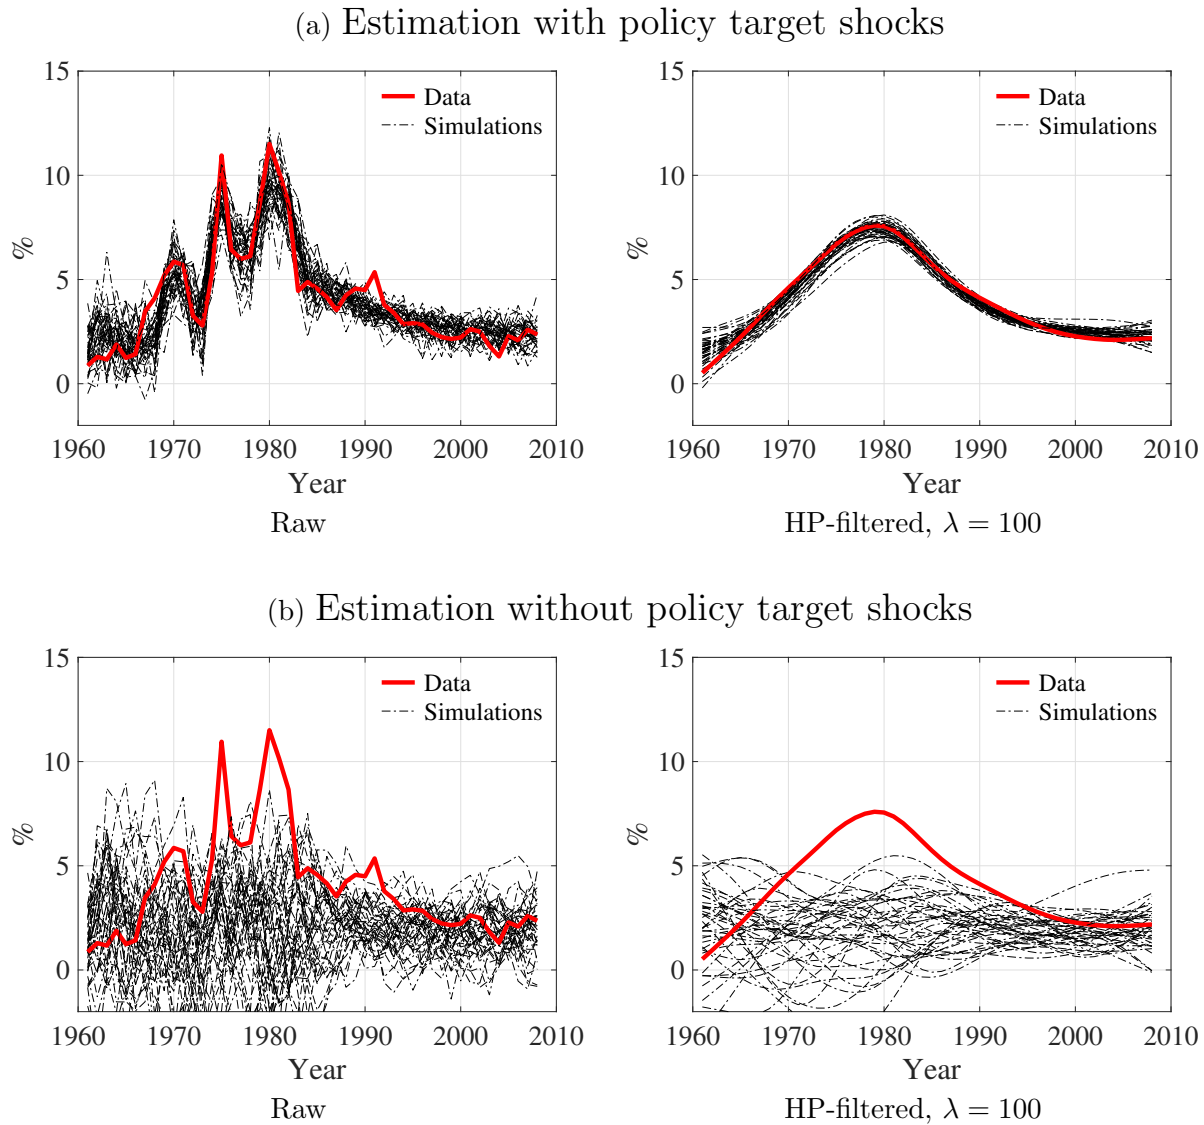 (a) Estimation with policy target shocks
15
10
5
0
%
Data
Simulations
1960 1970 1980 1990 2000 2010
Year
Raw
15
10
5
0
%
Data
Simulations
1960 1970 1980 1990 2000 2010
Year
HP-filtered, λ = 100
(b) Estimation without policy target shocks
15
10
5
0
%
Data
Simulations
1960 1970 1980 1990 2000 2010
Year
Raw
15
10
5
0
%
Data
Simulations
1960 1970 1980 1990 2000 2010
Year
HP-filtered, λ = 100